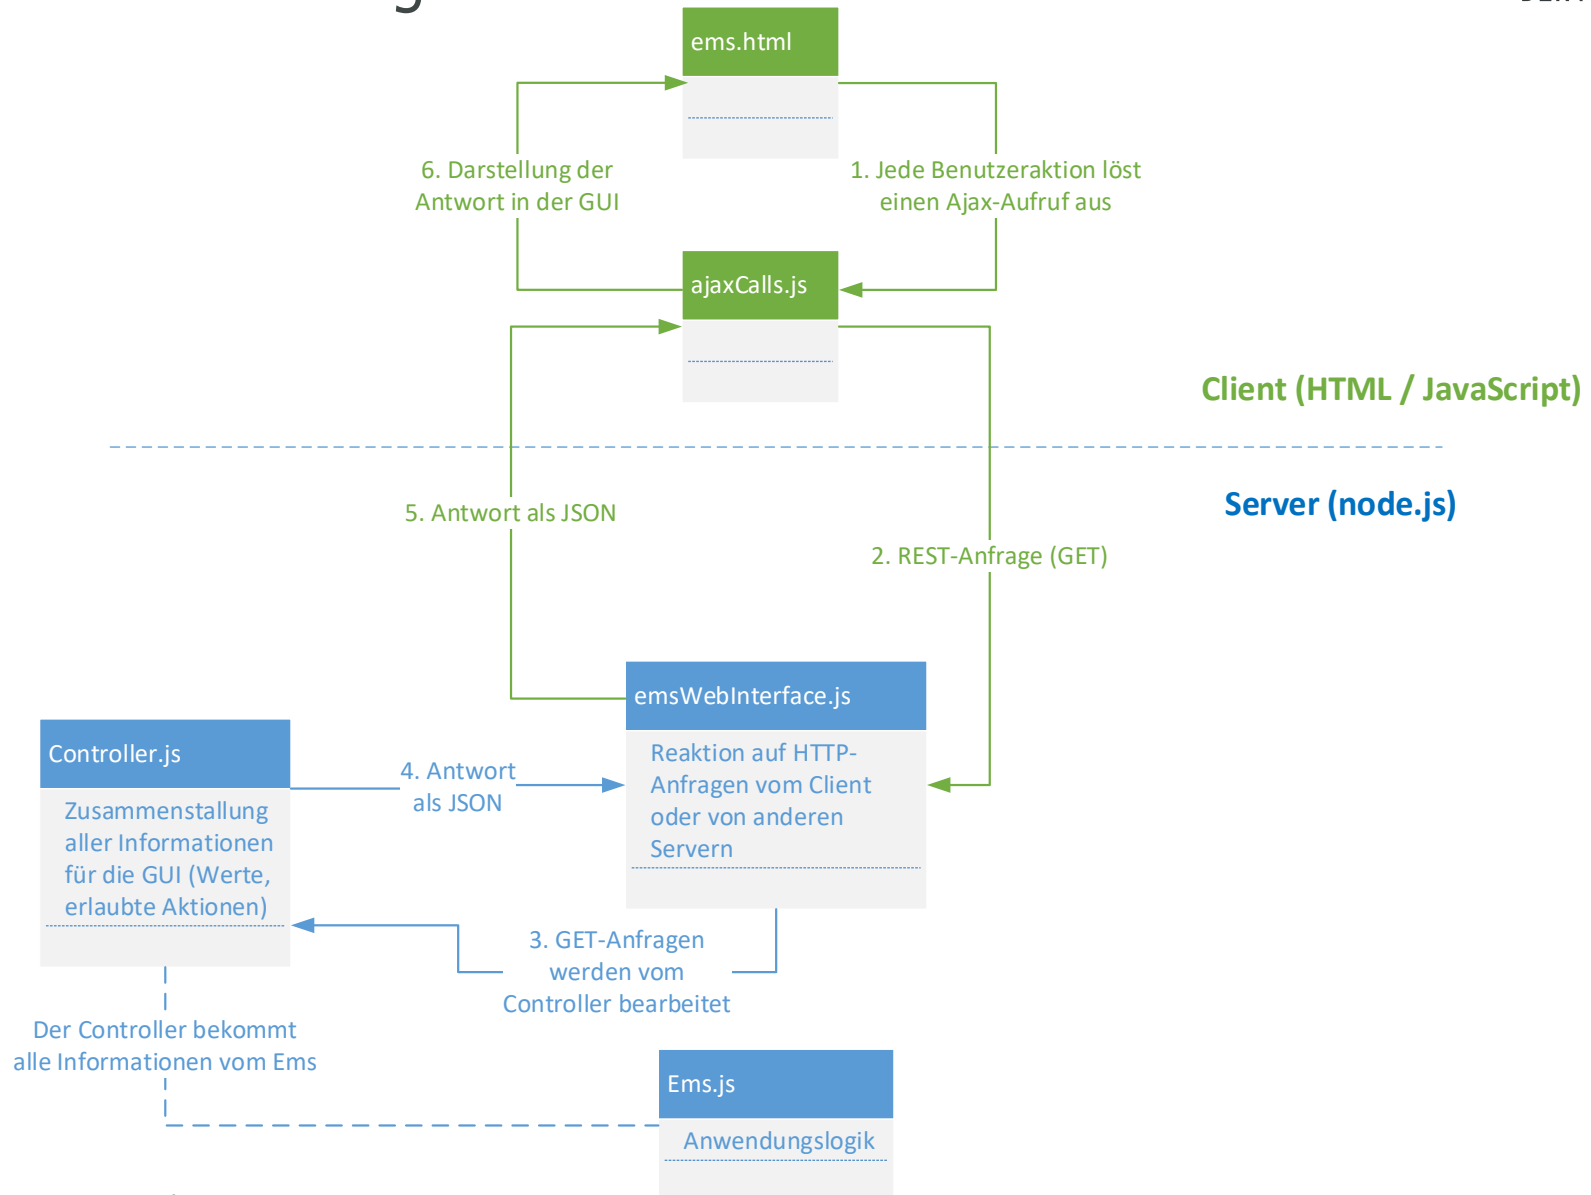 ems.html
6. Darstellung der
Antwort in der GUI
1. Jede Benutzeraktion löst
einen Ajax-Aufruf aus
ajaxCalls.js
Client (HTML / JavaScript)
Server (node.js)
5. Antwort als JSON
2. REST-Anfrage (GET)
emsWebInterface.js
Reaktion auf HTTP-
Anfragen vom Client
oder von anderen
Servern
Controller.js
Zusammenstallung
aller Informationen
für die GUI (Werte,
erlaubte Aktionen)
4. Antwort
als JSON
3. GET-Anfragen
werden vom
Controller bearbeitet
Der Controller bekommt
alle Informationen vom Ems
Ems.js
Anwendungslogik